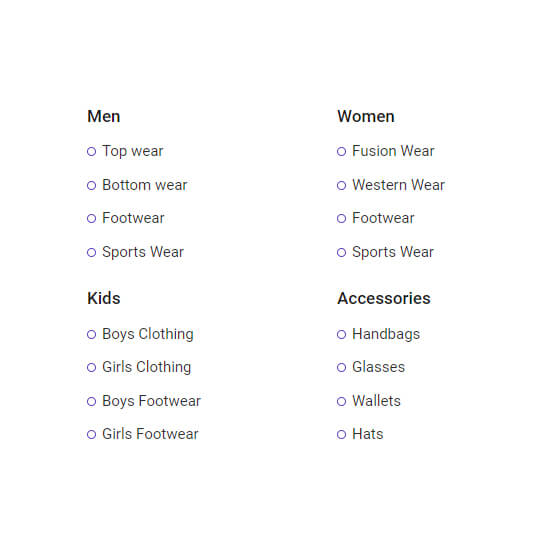 Men
Top wear
Bottom wear
Footwear
Sports Wear
Women
Fusion Wear
Western Wear
Footwear
Sports Wear
Kids
Boys Clothing
Girls Clothing
Boys Footwear
Girls Footwear
Accessories
Handbags
Glasses
Wallets
Hats